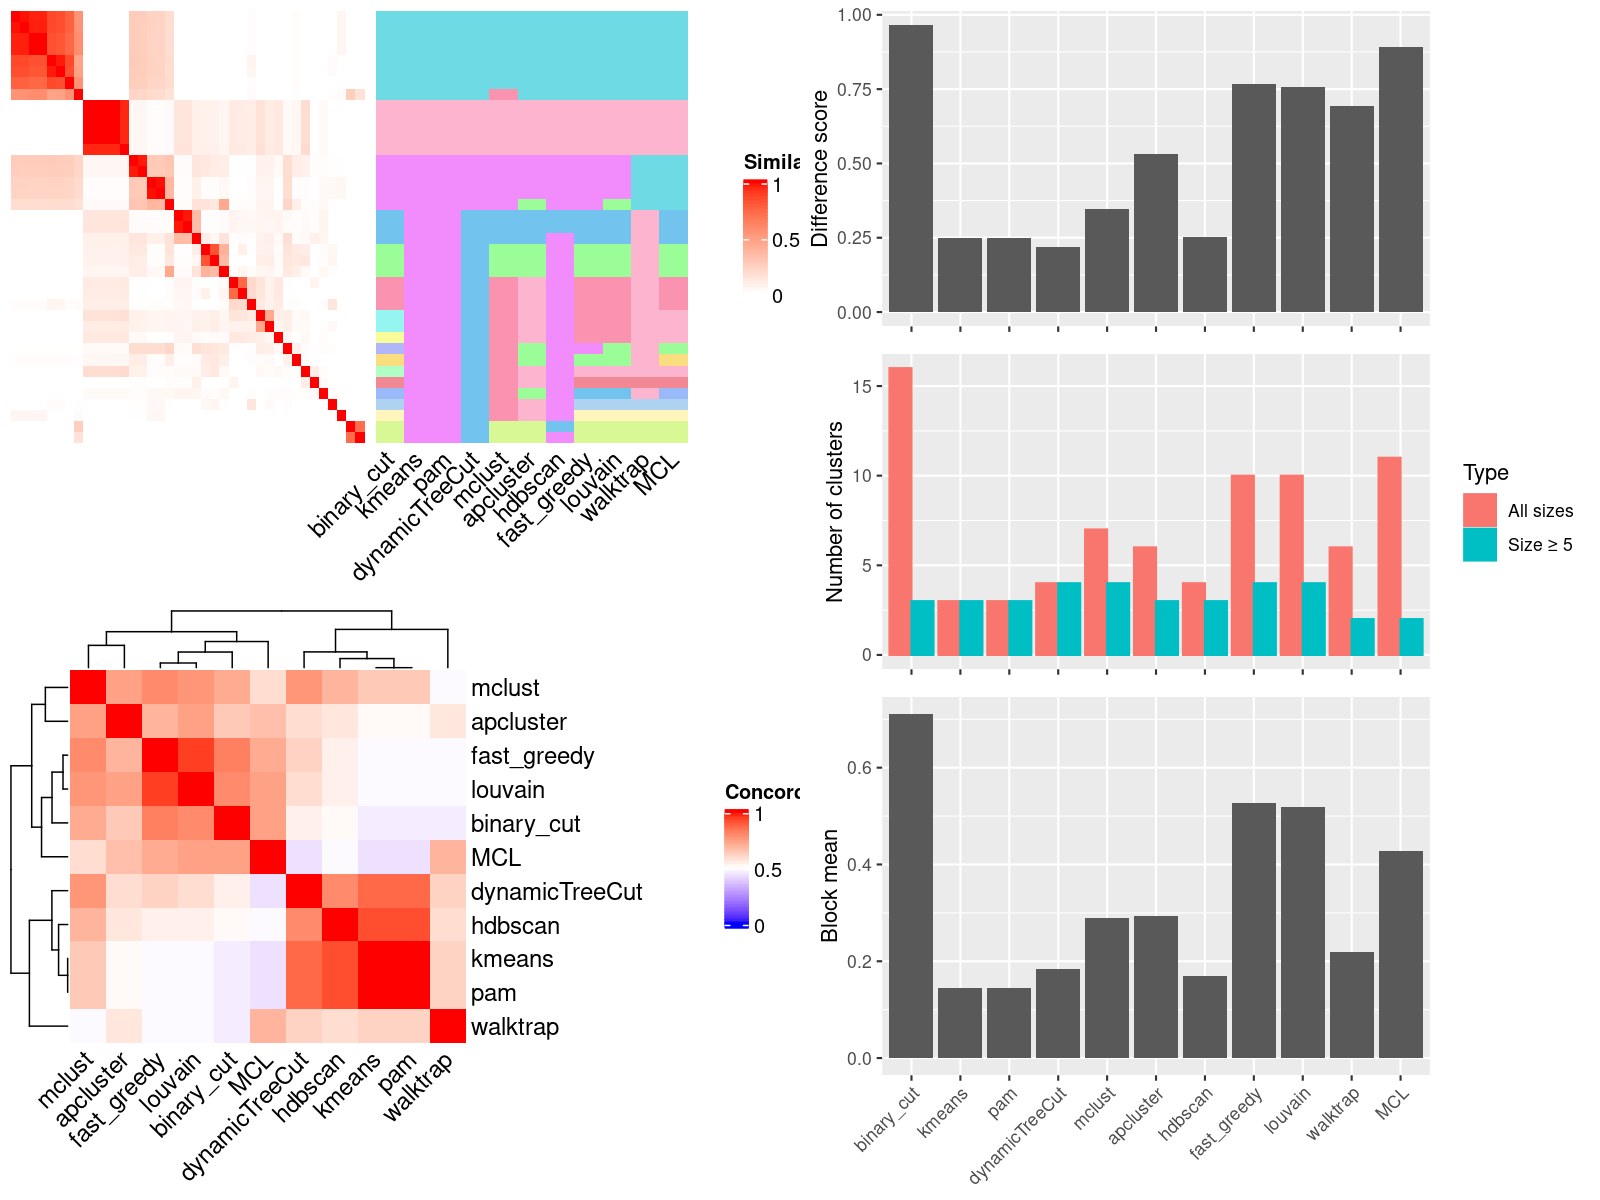 Simila
1
0.5
0
binary_cut
kmeans
pam
dynamicTreeCut
mclust
apcluster
hdbscan
fast_greedy
louvain
walktrap
MCL
mclust
apcluster
fast_greedy
louvain
binary_cut
MCL
dynamicTreeCut
hdbscan
kmeans
pam
walktrap
Concord
1
0.5
0
mclust
apcluster
fast_greedy
louvain
binary_cut
MCL
dynamicTreeCut
hdbscan
kmeans
pam
walktrap
Difference score
1.00
0.75
0.50
0.25
0.00
Number of clusters
15
10
5
0
Type
All sizes
Size ≥ 5
Block mean
0.6
0.4
0.2
0.0
binary_cut
kmeans
pam
dynamicTreeCut
mclust
apcluster
hdbscan
fast_greedy
louvain
walktrap
MCL